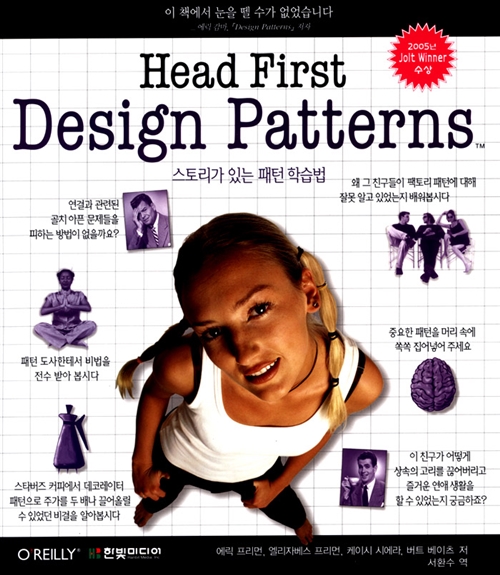 이 책에서 눈을 뗄 수가 없었습니다
에릭 감마, 「Design Patterns」 저자
2005년
Jolt Winner
수상
Head First
Design Patterns™
스토리가 있는 패턴 학습법
연결과 관련된
골치 아픈 문제들을
피하는 방법이 없을까요?
왜 그 친구들이 팩토리 패턴에 대해
잘못 알고 있었는지 배워봅시다
패턴 도사한테서 비법을
전수 받아 봅시다
중요한 패턴을 머리 속에
쏙쏙 집어넣어 주세요
스타버즈 커피에서 데코레이터
패턴으로 주가를 두 배나 끌어올릴
수 있었던 비결을 알아봅시다
이 친구가 어떻게
상속의 고리를 끊어버리고
즐거운 연애 생활을
할 수 있었는지 궁금하죠?
O'REILLY®
한빛미디어
에릭 프리먼, 엘리자베스 프리먼, 케이시 시에라, 버트 베이츠 저
서환수 역